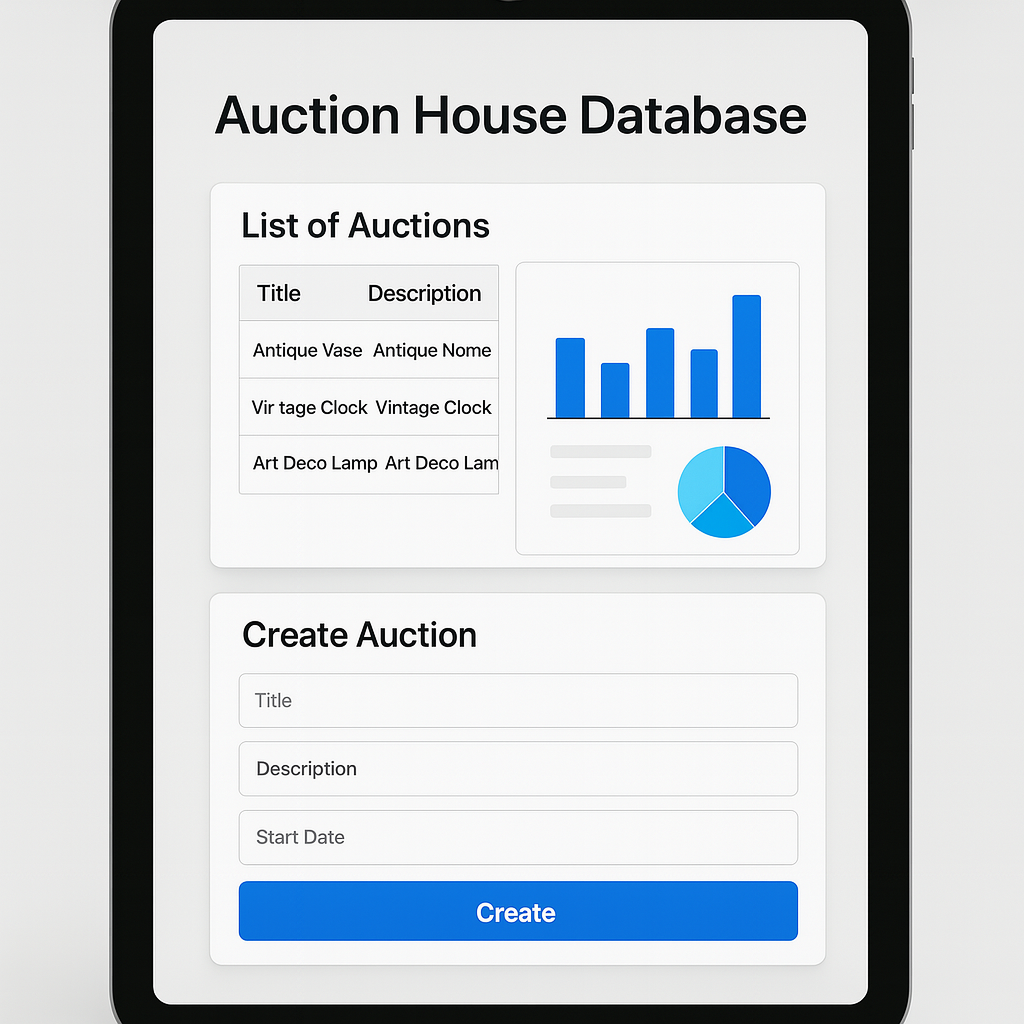 Auction House Database
List of Auctions
Title Description
Antique Vase Antique Nome
Vir tage Clock Vintage Clock
Art Deco Lamp Art Deco Lam
Create Auction
Title
Description
Start Date
Create